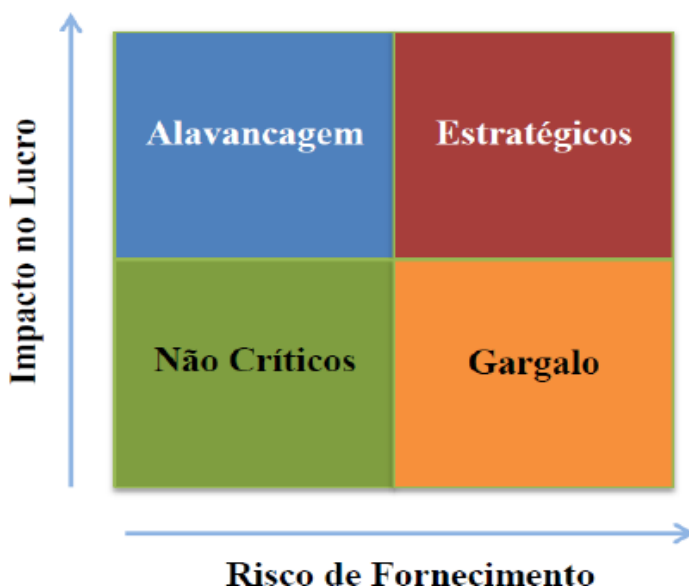 Impacto no Lucro
Alavancagem
Estratégicos
Não Críticos
Gargalo
Risco de Fornecimento